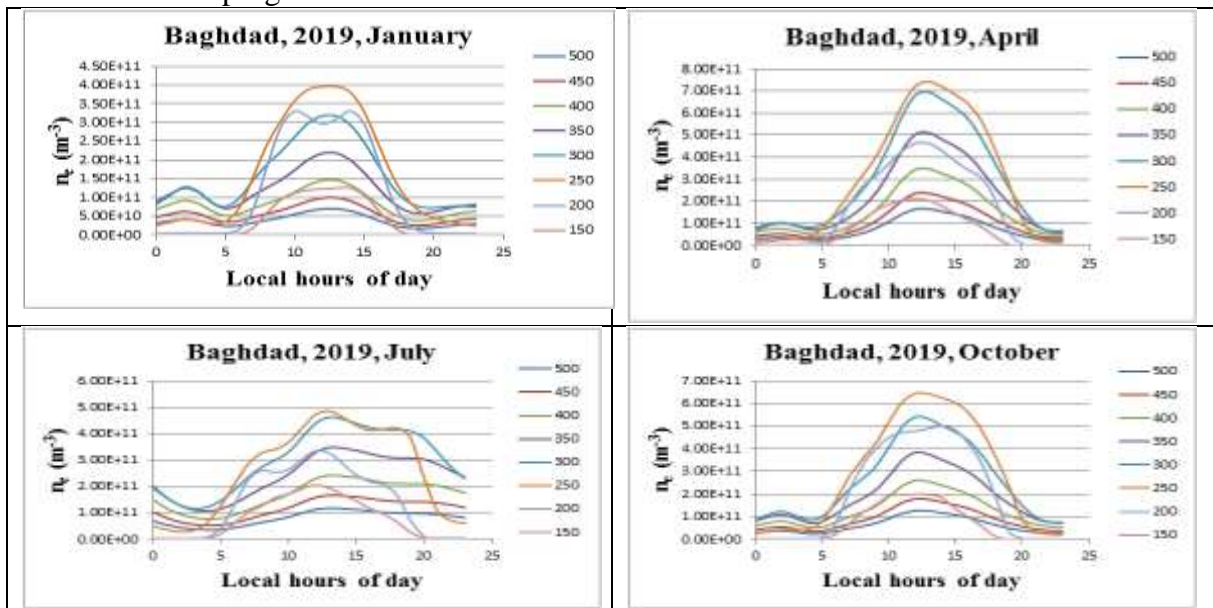 Baghdad, 2019, January
4.50E+11
4.00E+11
3.50E+11
3.00E+11
2.50E+11
2.00E+11
1.50E+11
1.00E+11
5.00E+10
0.00E+00
nₑ (m⁻³)
0 5 10 15 20 25
Local hours of day
500
450
400
350
300
250
200
150
Baghdad, 2019, April
8.00E+11
7.00E+11
6.00E+11
5.00E+11
4.00E+11
3.00E+11
2.00E+11
1.00E+11
0.00E+00
nₑ (m⁻³)
0 5 10 15 20 25
Local hours of day
500
450
400
350
300
250
200
150
Baghdad, 2019, July
6.00E+11
5.00E+11
4.00E+11
3.00E+11
2.00E+11
1.00E+11
0.00E+00
nₑ (m⁻³)
0 5 10 15 20 25
Local hours of day
500
450
400
350
300
250
200
150
Baghdad, 2019, October
7.00E+11
6.00E+11
5.00E+11
4.00E+11
3.00E+11
2.00E+11
1.00E+11
0.00E+00
nₑ (m⁻³)
0 5 10 15 20 25
Local hours of day
500
450
400
350
300
250
200
150